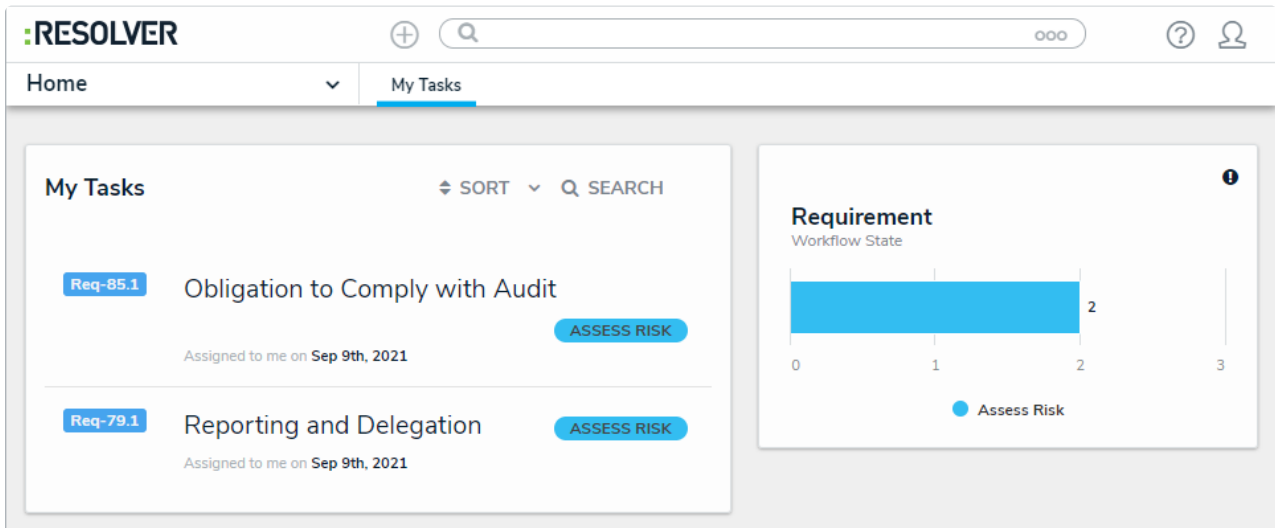 :RESOLVER
ooo
Home
My Tasks
My Tasks
SORT
SEARCH
Req-85.1
Obligation to Comply with Audit
ASSESS RISK
Assigned to me on Sep 9th, 2021
Req-79.1
Reporting and Delegation
ASSESS RISK
Assigned to me on Sep 9th, 2021
Requirement
Workflow State
2
0 1 2 3
Assess Risk